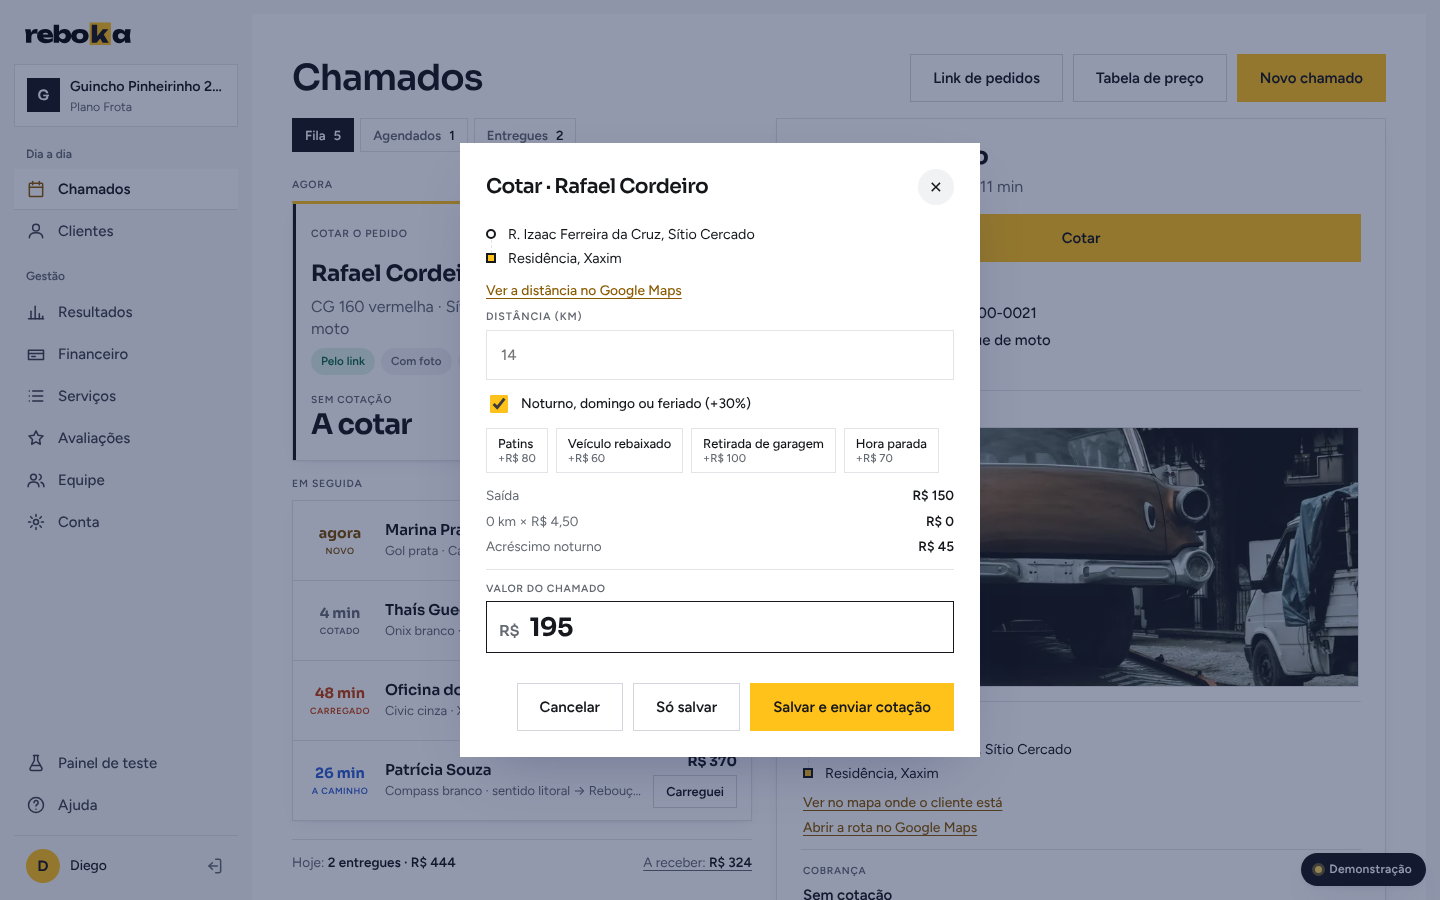 reboka
G
Guincho Pinheirinho 2...
Plano Frota
Dia a dia
Chamados
Clientes
Gestão
Resultados
Financeiro
Serviços
Avaliações
Equipe
Conta
Painel de teste
Ajuda
D
Diego
Chamados
Link de pedidos
Tabela de preço
Novo chamado
Fila 5
Agendados 1
Entregues 2
AGORA
COTAR O PEDIDO
Rafael Cordei
CG 160 vermelha · Sí
moto
Pelo link
Com foto
SEM COTAÇÃO
A cotar
EM SEGUIDA
agora
NOVO
Marina Pra
Gol prata · Ca
4 min
COTADO
Thaís Gue
Onix branco
48 min
CARREGADO
Oficina do
Civic cinza ·
26 min
A CAMINHO
Patrícia Souza
Compass branco · sentido litoral → Rebouç...
R$ 370
Carreguei
Hoje: 2 entregues · R$ 444
A receber: R$ 324
Cotar · Rafael Cordeiro
R. Izaac Ferreira da Cruz, Sítio Cercado
Residência, Xaxim
Ver a distância no Google Maps
DISTÂNCIA (KM)
14
Noturno, domingo ou feriado (+30%)
Patins
+R$ 80
Veículo rebaixado
+R$ 60
Retirada de garagem
+R$ 100
Hora parada
+R$ 70
Saída R$ 150
0 km × R$ 4,50 R$ 0
Acréscimo noturno R$ 45
VALOR DO CHAMADO
R$ 195
Cancelar
Só salvar
Salvar e enviar cotação
o
11 min
Cotar
00-0021
ue de moto
Sítio Cercado
Residência, Xaxim
Ver no mapa onde o cliente está
Abrir a rota no Google Maps
COBRANÇA
Sem cotação
Demonstração